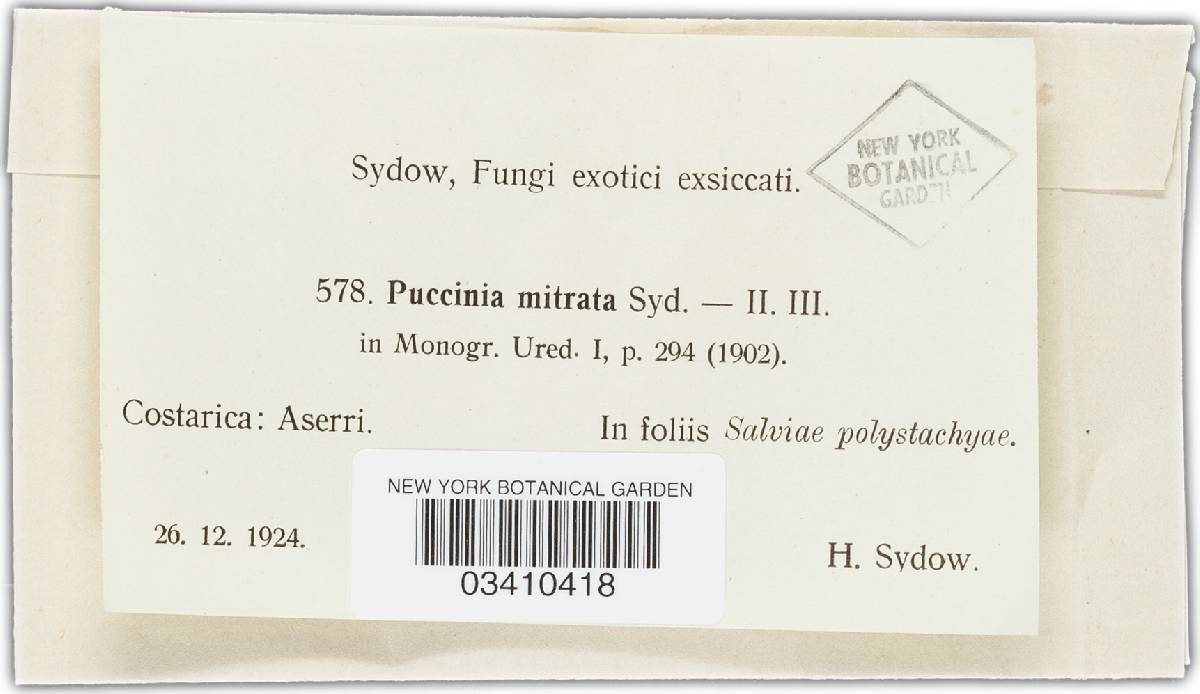 Sydow, Fungi exotici exsiccati.
NEW YORK
BOTANICAL
GARDEN
578. Puccinia mitrata Syd. — II. III.
in Monogr. Ured. I, p. 294 (1902).
Costarica: Aserri.
In foliis Salviae polystachyae.
NEW YORK BOTANICAL GARDEN
03410418
26. 12. 1924.
H. Sydow.